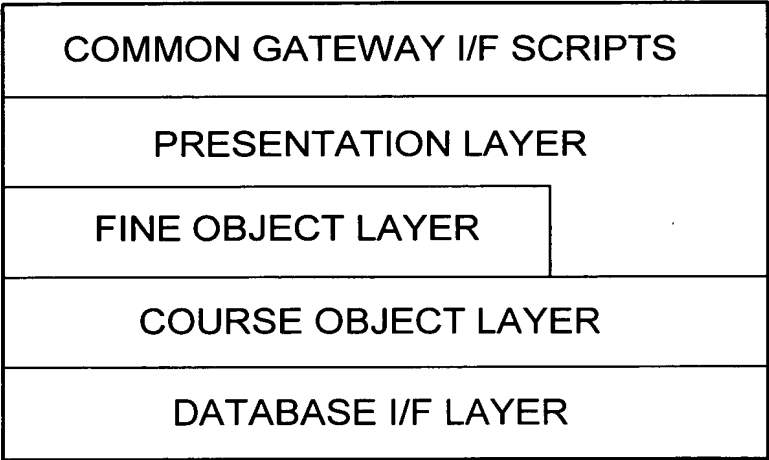 COMMON GATEWAY I/F SCRIPTS
PRESENTATION LAYER
FINE OBJECT LAYER
COURSE OBJECT LAYER
DATABASE I/F LAYER